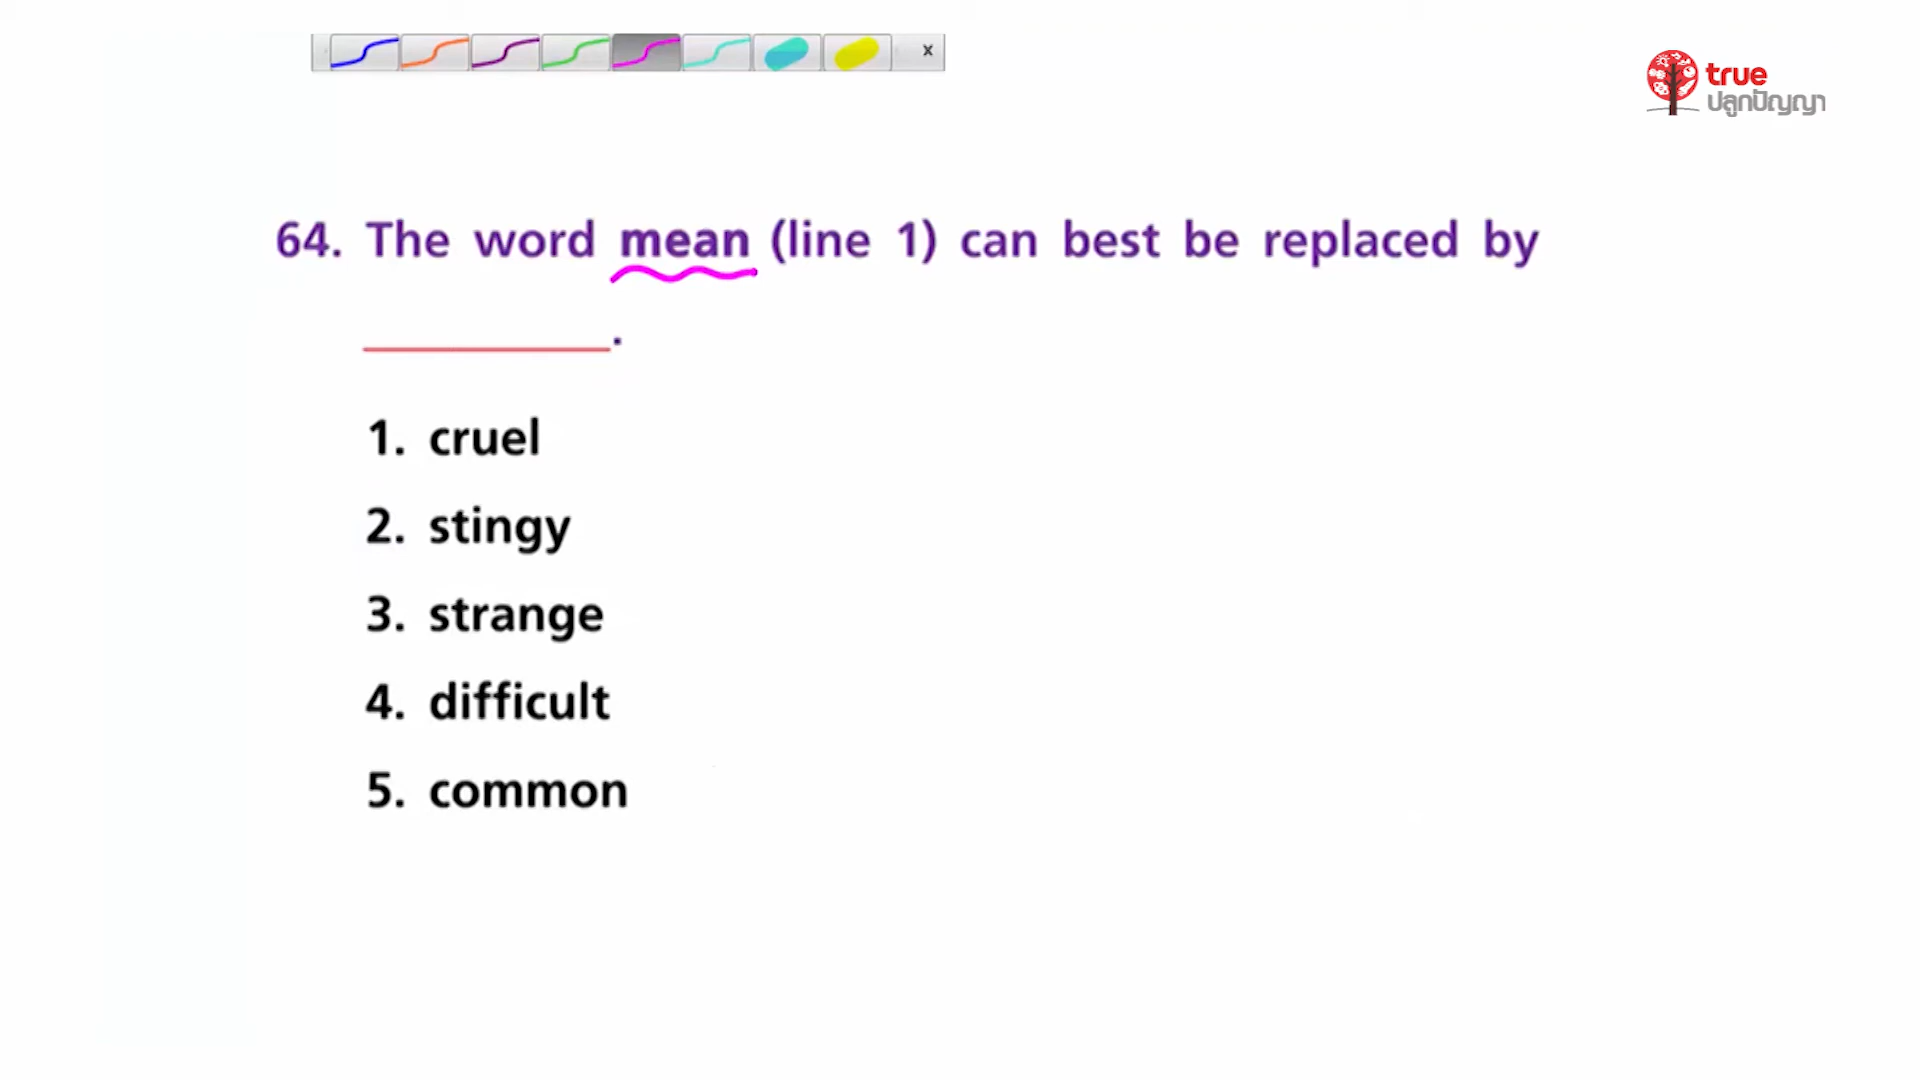 x
true
ปลูกปัญญา
64. The word mean (line 1) can best be replaced by
__________.
1. cruel
2. stingy
3. strange
4. difficult
5. common